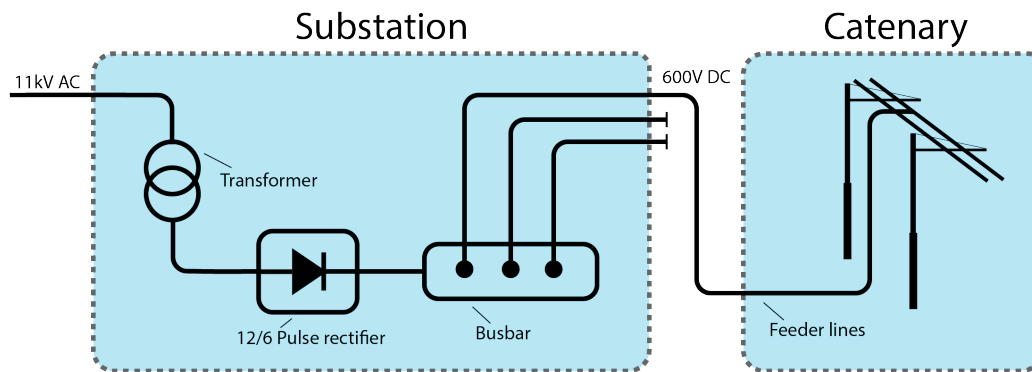 Substation
Catenary
11kV AC
600V DC
Transformer
12/6 Pulse rectifier
Busbar
Feeder lines